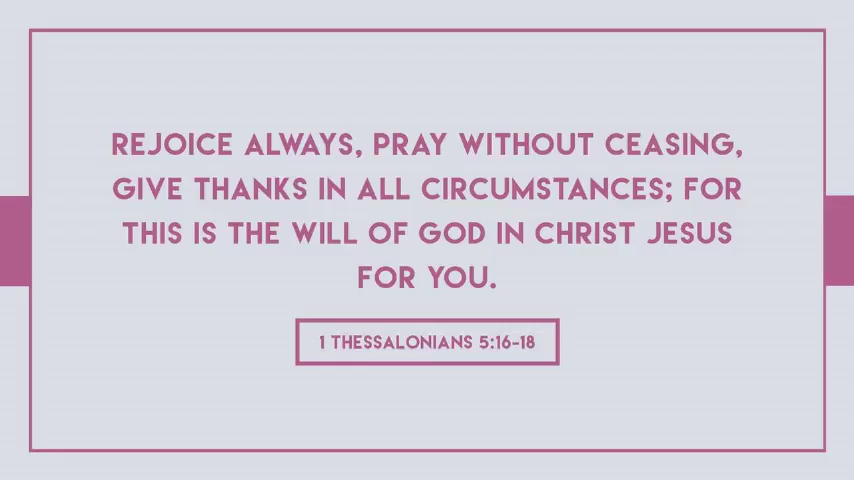 REJOICE ALWAYS, PRAY WITHOUT CEASING,
GIVE THANKS IN ALL CIRCUMSTANCES; FOR
THIS IS THE WILL OF GOD IN CHRIST JESUS
FOR YOU.
1 THESSALONIANS 5:16-18